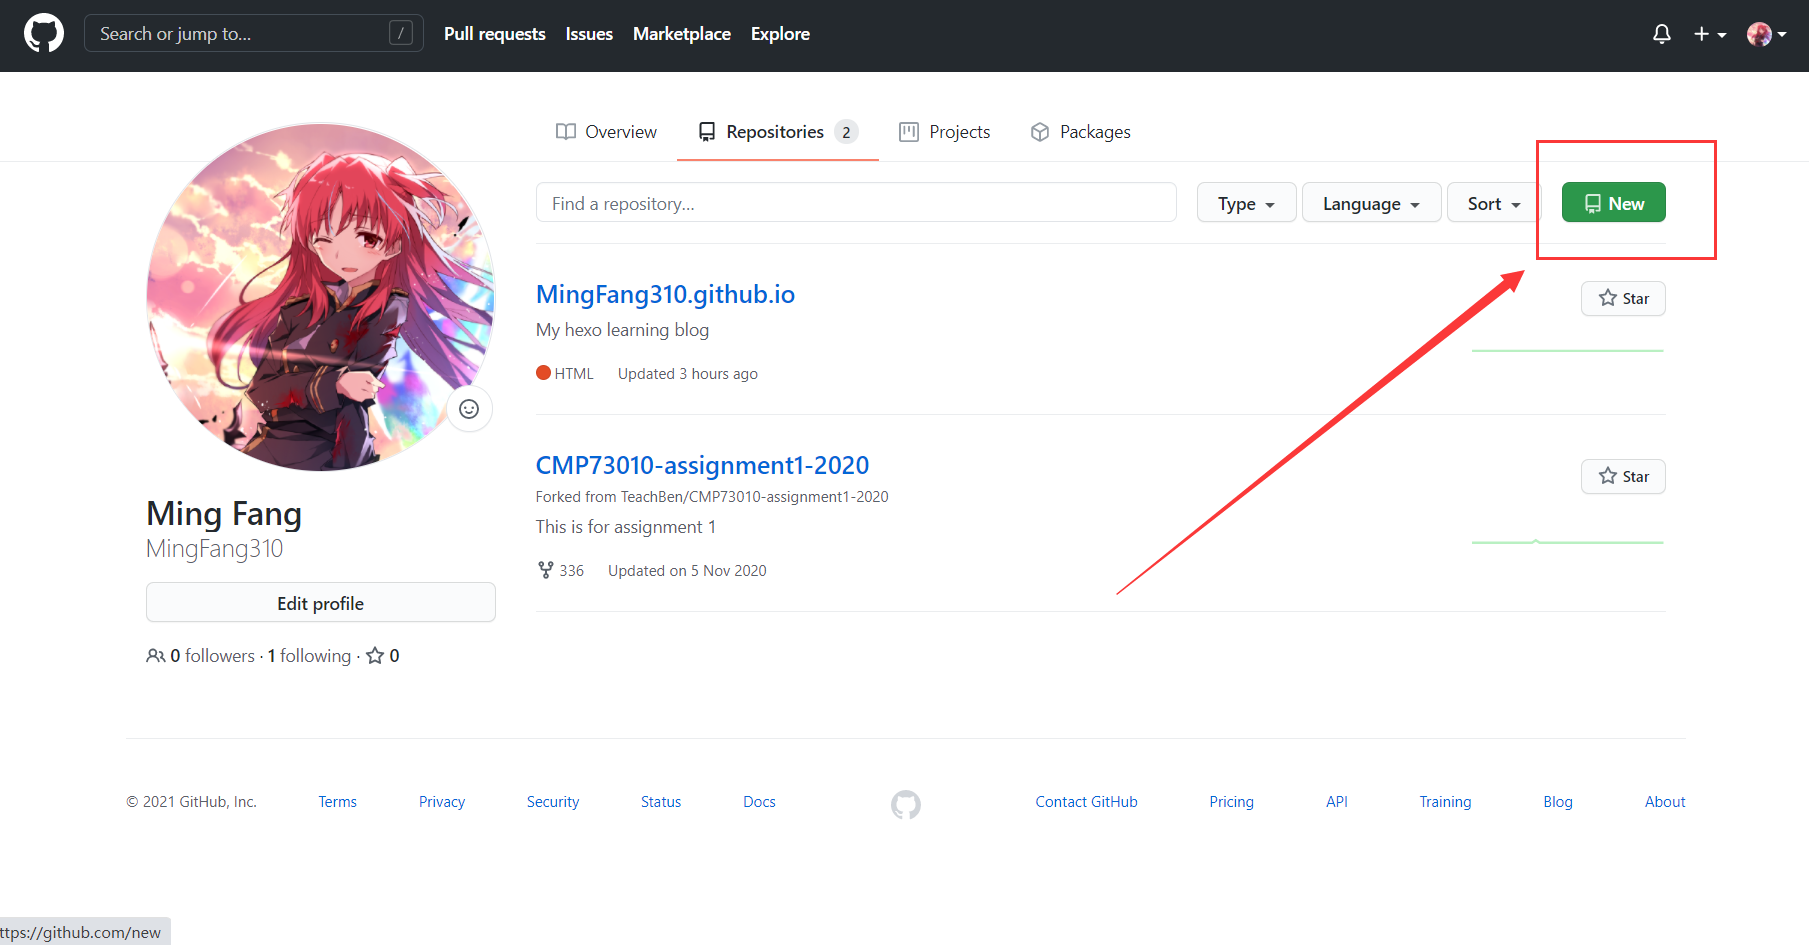 Search or jump to... / Pull requests Issues Marketplace Explore
Overview Repositories 2 Projects Packages
Find a repository... Type Language Sort New
MingFang310.github.io
Star
My hexo learning blog
HTML Updated 3 hours ago
CMP73010-assignment1-2020
Star
Forked from TeachBen/CMP73010-assignment1-2020
This is for assignment 1
336 Updated on 5 Nov 2020
Ming Fang
MingFang310
Edit profile
0 followers · 1 following · 0
© 2021 GitHub, Inc. Terms Privacy Security Status Docs Contact GitHub Pricing API Training Blog About
ttps://github.com/new